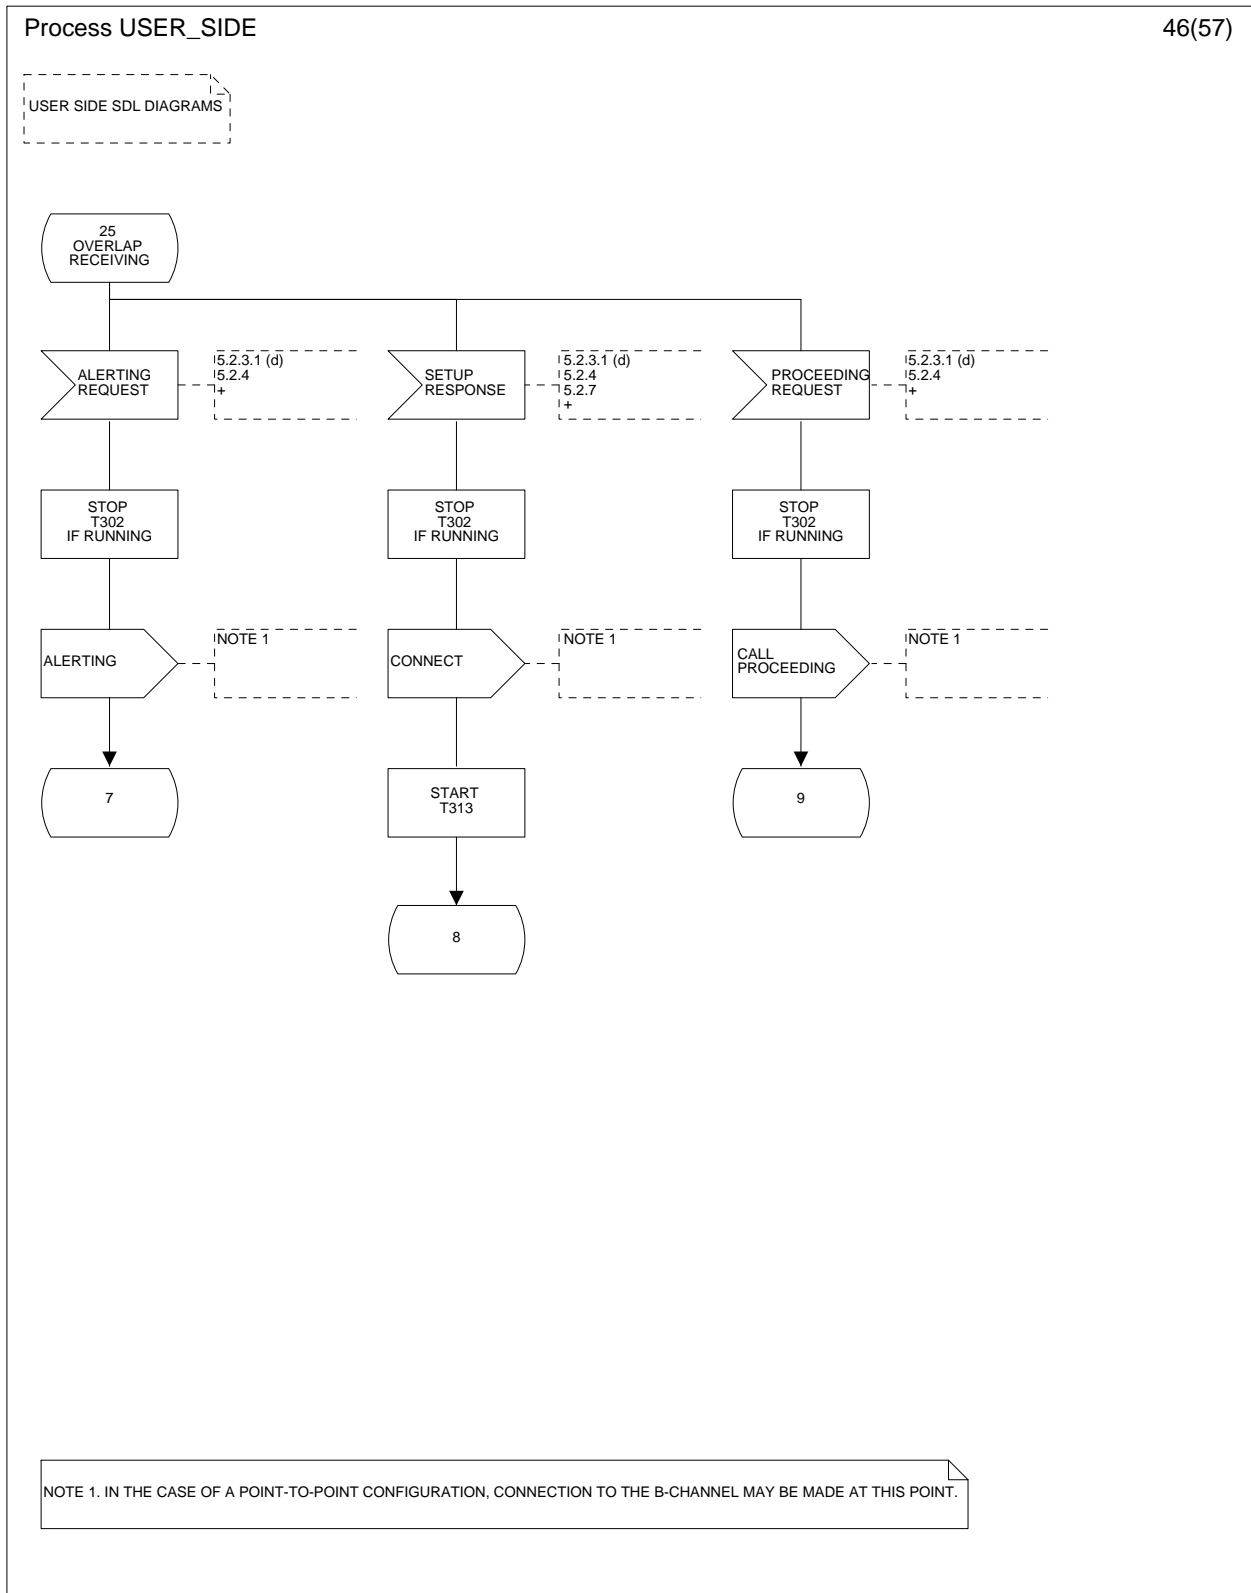 Process USER_SIDE
46(57)
USER SIDE SDL DIAGRAMS
25
OVERLAP
RECEIVING
ALERTING
REQUEST
5.2.3.1 (d)
5.2.4
+
SETUP
RESPONSE
5.2.3.1 (d)
5.2.4
5.2.7
+
PROCEEDING
REQUEST
5.2.3.1 (d)
5.2.4
+
STOP
T302
IF RUNNING
STOP
T302
IF RUNNING
STOP
T302
IF RUNNING
ALERTING
NOTE 1
CONNECT
NOTE 1
CALL
PROCEEDING
NOTE 1
7
START
T313
9
8
NOTE 1. IN THE CASE OF A POINT-TO-POINT CONFIGURATION, CONNECTION TO THE B-CHANNEL MAY BE MADE AT THIS POINT.